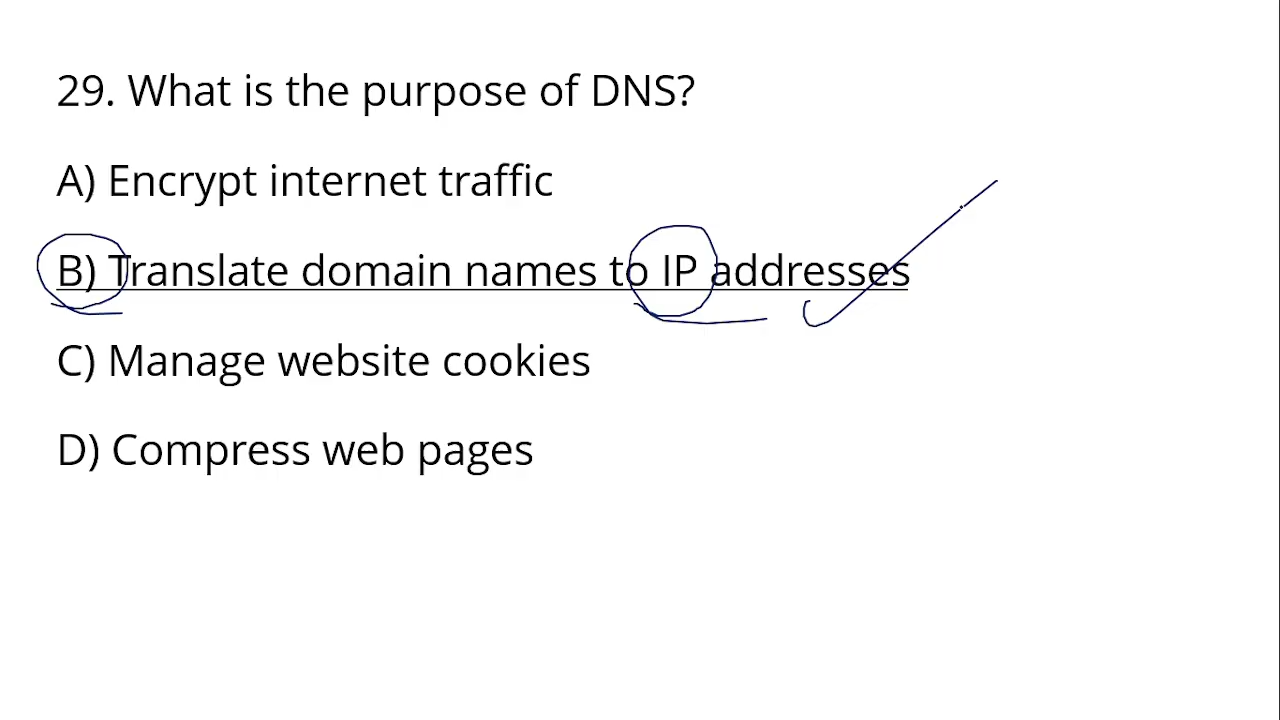 29. What is the purpose of DNS?
A) Encrypt internet traffic
B) Translate domain names to IP addresses
C) Manage website cookies
D) Compress web pages